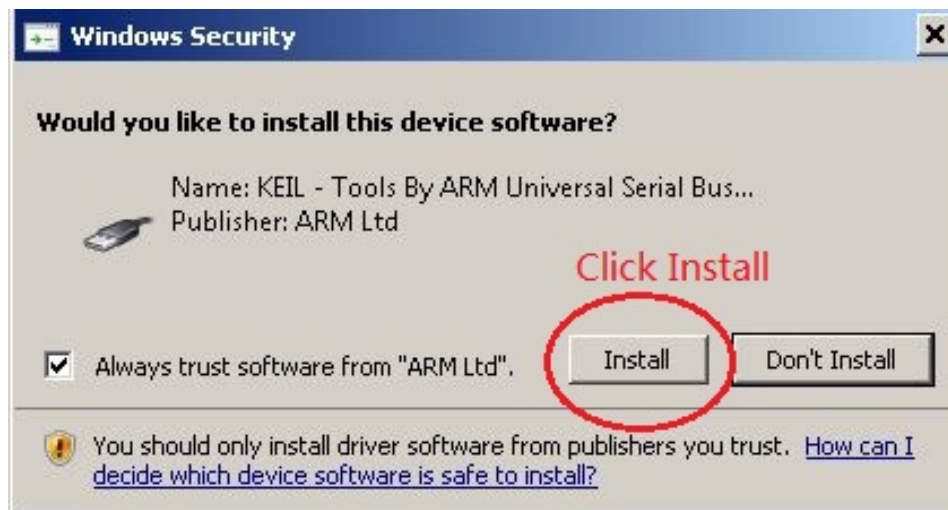 Windows Security
Would you like to install this device software?
Name: KEIL - Tools By ARM Universal Serial Bus...
Publisher: ARM Ltd
Click Install
Always trust software from "ARM Ltd".
Install
Don't Install
You should only install driver software from publishers you trust. How can I
decide which device software is safe to install?